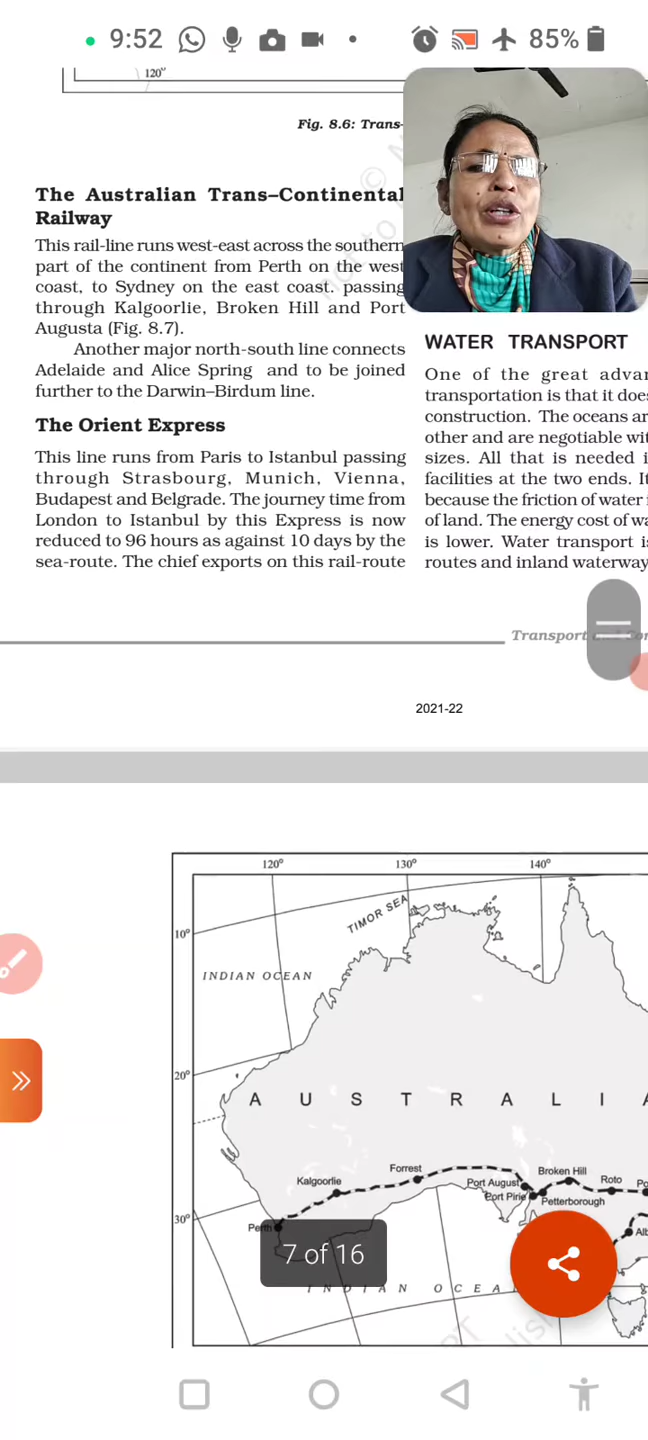 9:52
85%
120°
Fig. 8.6: Trans-
The Australian Trans–Continental
Railway
This rail-line runs west-east across the southern
part of the continent from Perth on the west
coast, to Sydney on the east coast. passing
through Kalgoorlie, Broken Hill and Port
Augusta (Fig. 8.7).
Another major north-south line connects
Adelaide and Alice Spring and to be joined
further to the Darwin–Birdum line.
The Orient Express
This line runs from Paris to Istanbul passing
through Strasbourg, Munich, Vienna,
Budapest and Belgrade. The journey time from
London to Istanbul by this Express is now
reduced to 96 hours as against 10 days by the
sea-route. The chief exports on this rail-route
WATER TRANSPORT
One of the great advan
transportation is that it does
construction. The oceans ar
other and are negotiable wit
sizes. All that is needed i
facilities at the two ends. It
because the friction of water i
of land. The energy cost of wa
is lower. Water transport is
routes and inland waterway
Transport
2021-22
120° 130° 140°
TIMOR SEA
10°
INDIAN OCEAN
20°
AUSTRALIA
Forrest
Broken Hill
Kalgoorlie
Port August
Roto
Po
Port Pirie
Petterborough
30°
Perth
Alb
7 of 16
INDIAN OCEA